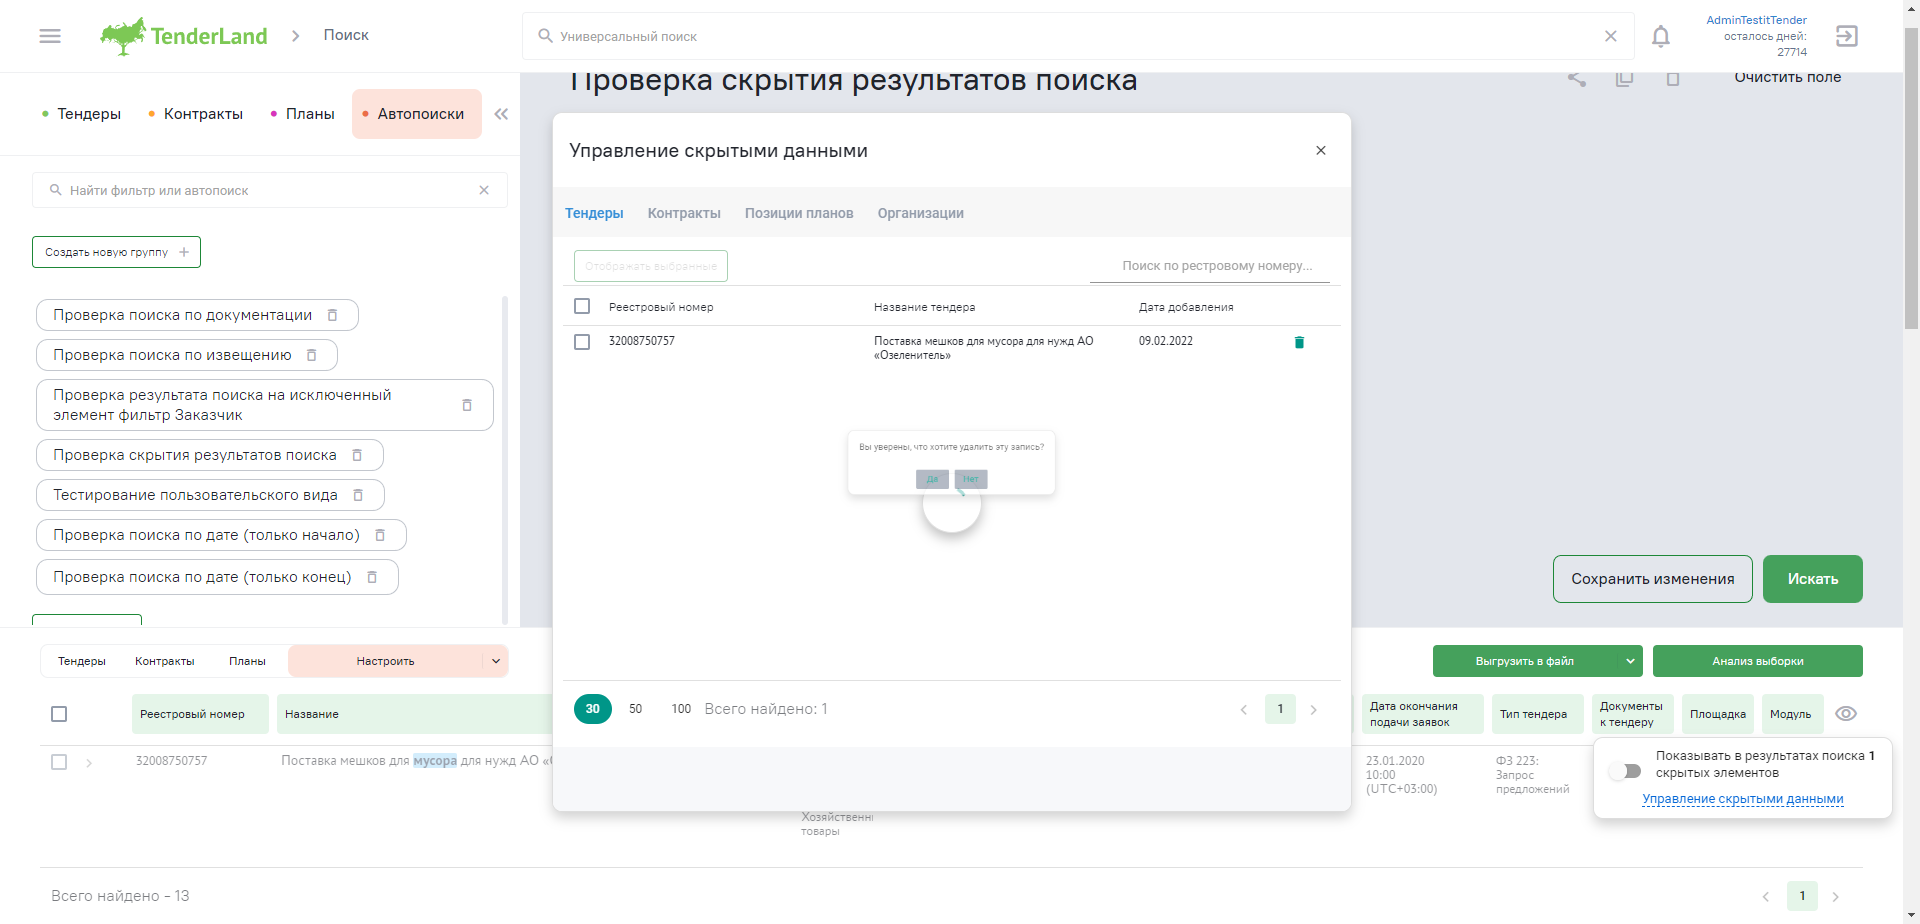 TenderLand
Поиск
Универсальный поиск
AdminTestitTender
осталось дней:
27714
Тендеры
Контракты
Планы
Автопоиски
Проверка скрытия результатов поиска
Очистить поле
Найти фильтр или автопоиск
Создать новую группу
Проверка поиска по документации
Проверка поиска по извещению
Проверка результата поиска на исключенный
элемент фильтр Заказчик
Проверка скрытия результатов поиска
Тестирование пользовательского вида
Проверка поиска по дате (только начало)
Проверка поиска по дате (только конец)
Управление скрытыми данными
Тендеры
Контракты
Позиции планов
Организации
Отображать выбранные
Поиск по рестровому номеру...
Реестровый номер
Название тендера
Дата добавления
32008750757
Поставка мешков для мусора для нужд АО
«Озеленитель»
09.02.2022
Вы уверены, что хотите удалить эту запись?
Да
Нет
30
50
100
Всего найдено: 1
1
Сохранить изменения
Искать
Тендеры
Контракты
Планы
Настроить
Выгрузить в файл
Анализ выборки
Реестровый номер
Название
Дата окончания
подачи заявок
Тип тендера
Документы
к тендеру
Площадка
Модуль
32008750757
Поставка мешков для мусора для нужд АО «О
Хозяйственн
товары
23.01.2020
10:00
(UTC+03:00)
ФЗ 223:
Запрос
предложений
Показывать в результатах поиска 1
скрытых элементов
Управление скрытыми данными
Всего найдено - 13
1